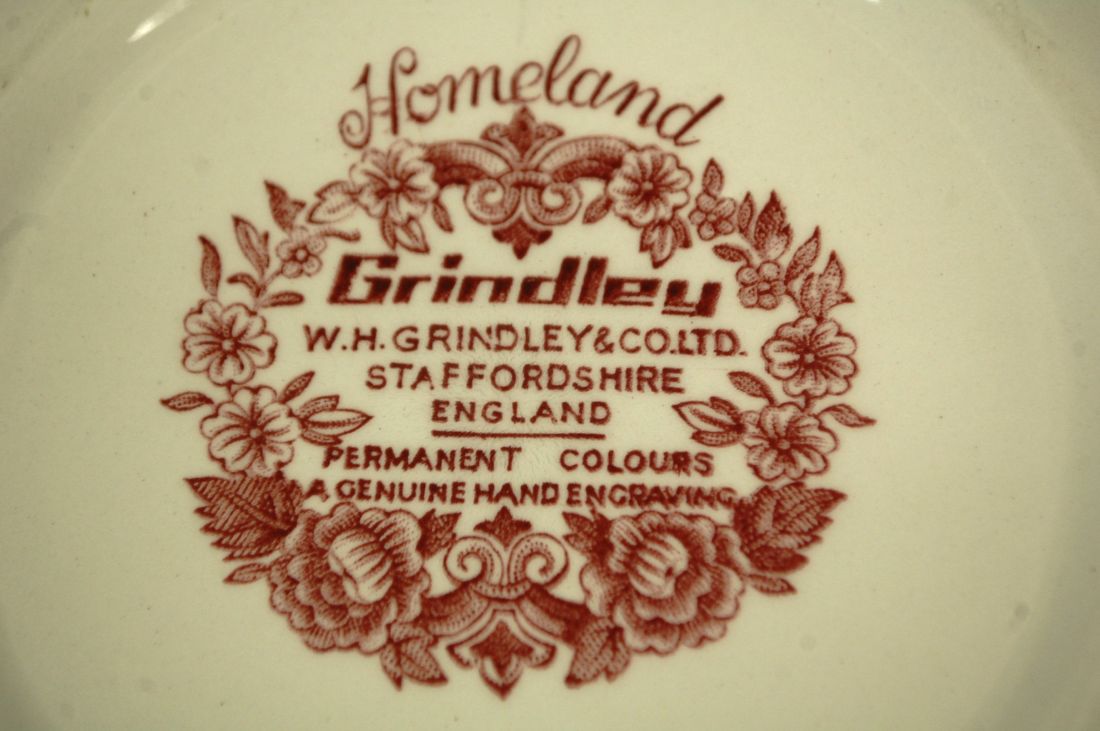 Homeland
Grindley
W.H. GRINDLEY & CO. LTD.
STAFFORDSHIRE
ENGLAND
PERMANENT COLOURS
A GENUINE HAND ENGRAVING